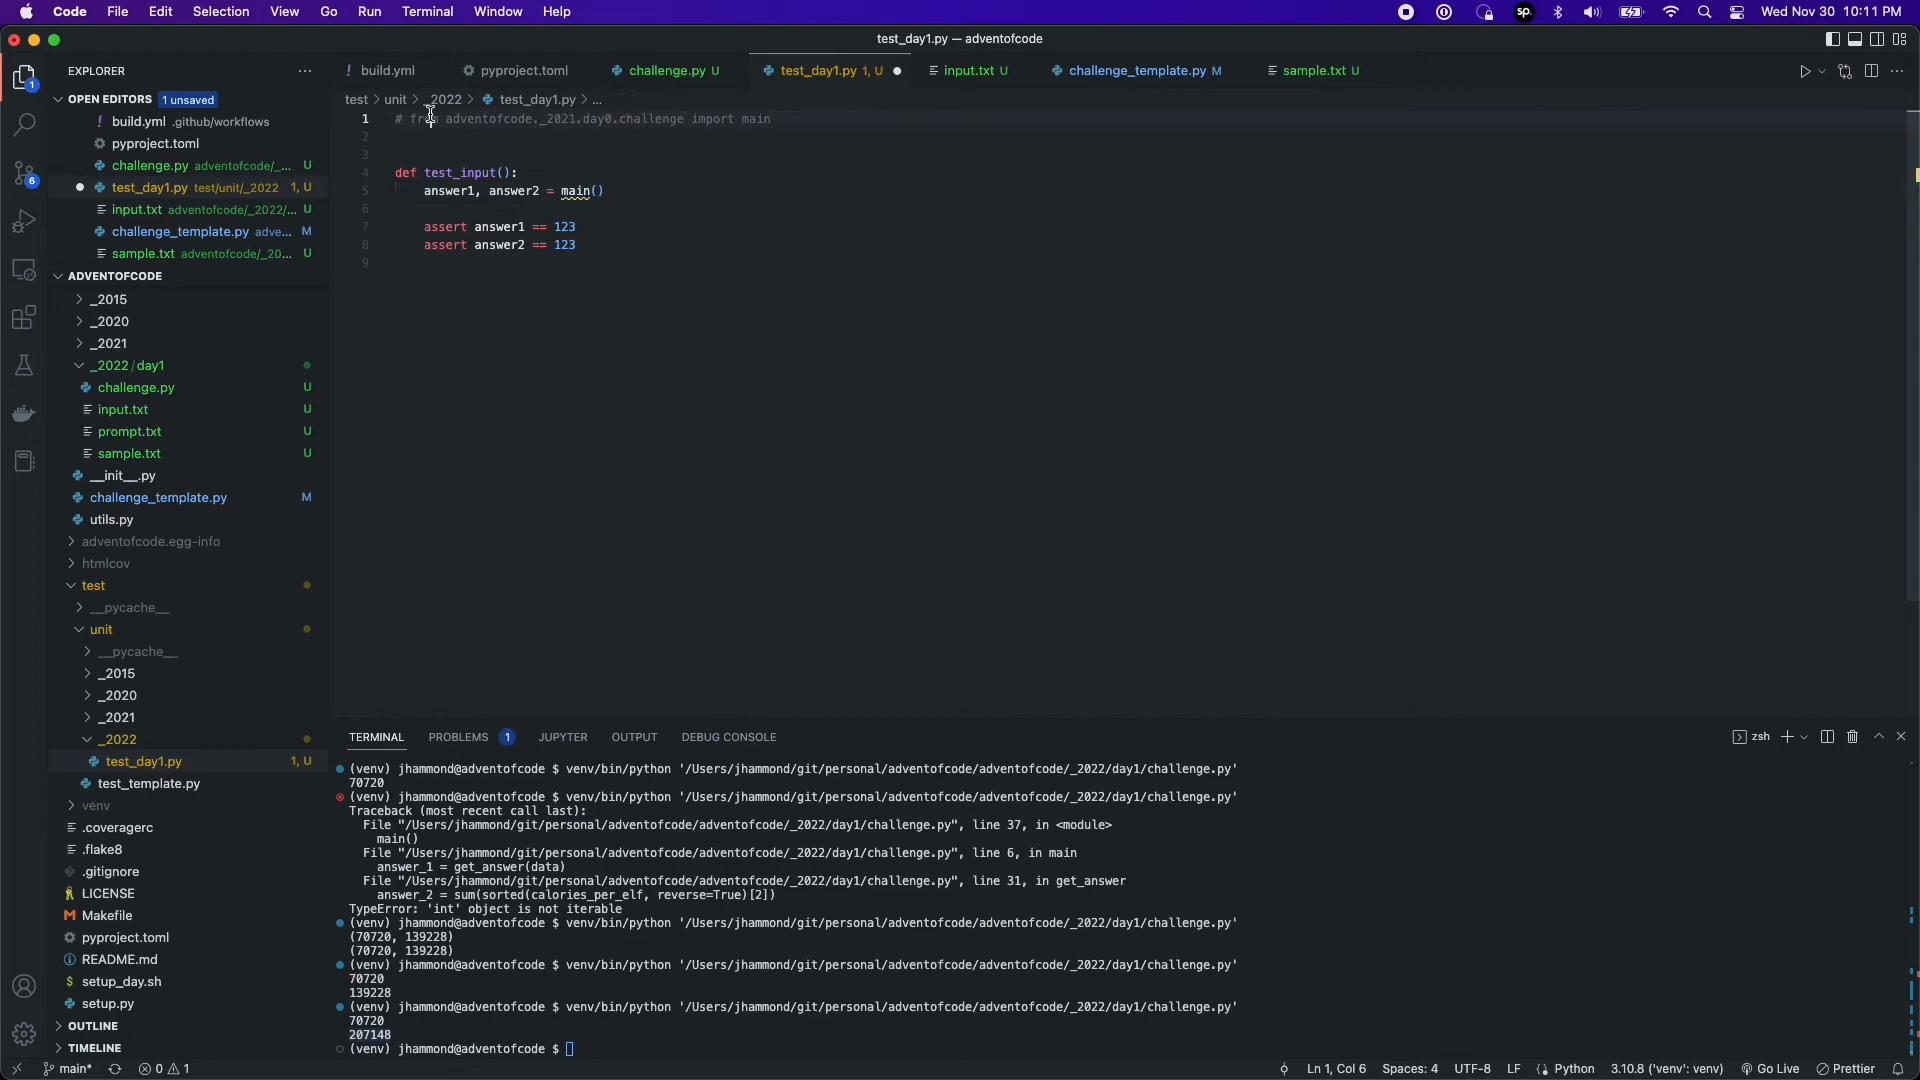 Code File Edit Selection View Go Run Terminal Window Help sp. Wed Nov 30 10:11 PM
test_day1.py — adventofcode
EXPLORER
! build.yml pyproject.toml challenge.py U test_day1.py 1, U input.txt U challenge_template.py M sample.txt U
OPEN EDITORS 1 unsaved
! build.yml .github/workflows
pyproject.toml
challenge.py adventofcode/_... U
test_day1.py test/unit/_2022 1, U
input.txt adventofcode/_2022/... U
challenge_template.py adve... M
sample.txt adventofcode/_20... U
ADVENTOFCODE
_2015
_2020
_2021
_2022/day1
challenge.py U
input.txt U
prompt.txt U
sample.txt U
__init__.py
challenge_template.py M
utils.py
adventofcode.egg-info
htmlcov
test
__pycache__
unit
__pycache__
_2015
_2020
_2021
_2022
test_day1.py 1, U
test_template.py
venv
.coveragerc
.flake8
.gitignore
LICENSE
Makefile
pyproject.toml
README.md
setup_day.sh
setup.py
OUTLINE
TIMELINE
test > unit > _2022 > test_day1.py > ...
1 # from adventofcode._2021.day0.challenge import main
2
3
4 def test_input():
5 answer1, answer2 = main()
6
7 assert answer1 == 123
8 assert answer2 == 123
9
TERMINAL PROBLEMS 1 JUPYTER OUTPUT DEBUG CONSOLE zsh
(venv) jhammond@adventofcode $ venv/bin/python '/Users/jhammond/git/personal/adventofcode/adventofcode/_2022/day1/challenge.py'
70720
(venv) jhammond@adventofcode $ venv/bin/python '/Users/jhammond/git/personal/adventofcode/adventofcode/_2022/day1/challenge.py'
Traceback (most recent call last):
File "/Users/jhammond/git/personal/adventofcode/adventofcode/_2022/day1/challenge.py", line 37, in <module>
main()
File "/Users/jhammond/git/personal/adventofcode/adventofcode/_2022/day1/challenge.py", line 6, in main
answer_1 = get_answer(data)
File "/Users/jhammond/git/personal/adventofcode/adventofcode/_2022/day1/challenge.py", line 31, in get_answer
answer_2 = sum(sorted(calories_per_elf, reverse=True)[2])
TypeError: 'int' object is not iterable
(venv) jhammond@adventofcode $ venv/bin/python '/Users/jhammond/git/personal/adventofcode/adventofcode/_2022/day1/challenge.py'
(70720, 139228)
(70720, 139228)
(venv) jhammond@adventofcode $ venv/bin/python '/Users/jhammond/git/personal/adventofcode/adventofcode/_2022/day1/challenge.py'
70720
139228
(venv) jhammond@adventofcode $ venv/bin/python '/Users/jhammond/git/personal/adventofcode/adventofcode/_2022/day1/challenge.py'
70720
207148
(venv) jhammond@adventofcode $
main* 0 1 Ln 1, Col 6 Spaces: 4 UTF-8 LF Python 3.10.8 ('venv': venv) Go Live Prettier